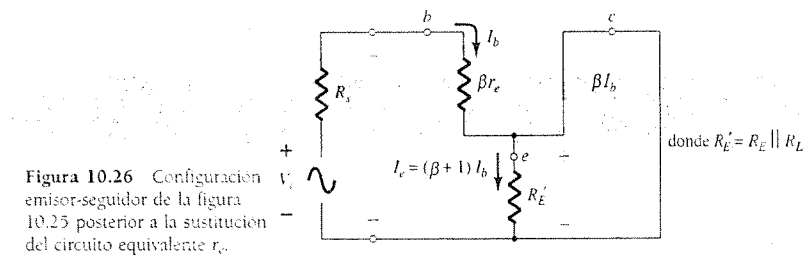 b
c
I_b
R_s
βr_e
βI_b
donde R_E' = R_E || R_L
+
e
I_e = (β + 1) I_b
R_E'
−
Figura 10.26 Configuración
emisor-seguidor de la figura
10.25 posterior a la sustitución
del circuito equivalente r_e.